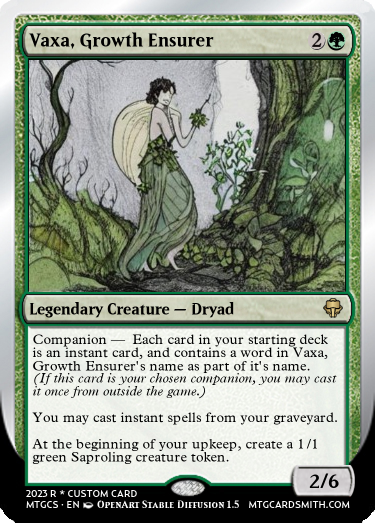 Vaxa, Growth Ensurer 2
Legendary Creature — Dryad
Companion — Each card in your starting deck
is an instant card, and contains a word in Vaxa,
Growth Ensurer's name as part of it's name.
(If this card is your chosen companion, you may cast
it once from outside the game.)
You may cast instant spells from your graveyard.
At the beginning of your upkeep, create a 1/1
green Saproling creature token.
2/6
2023 R * CUSTOM CARD
MTGCS · EN OPENART STABLE DIFFUSION 1.5 MTGCARDSMITH.COM